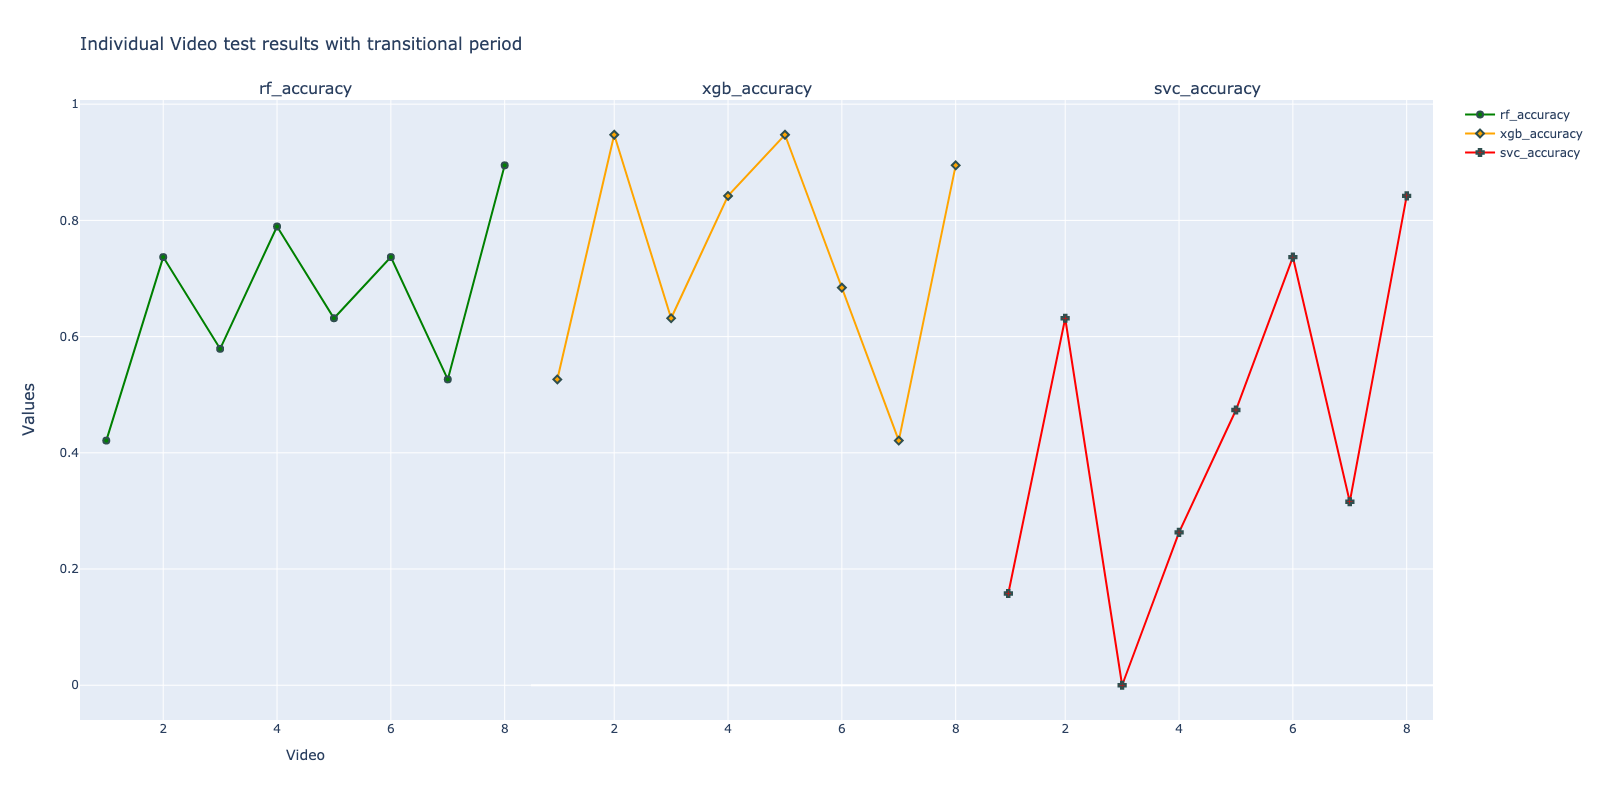 Individual Video test results with transitional period
rf_accuracy
xgb_accuracy
svc_accuracy
1
0.8
0.6
0.4
0.2
0
Values
2
4
6
8
2
4
6
8
2
4
6
8
Video
rf_accuracy
xgb_accuracy
svc_accuracy